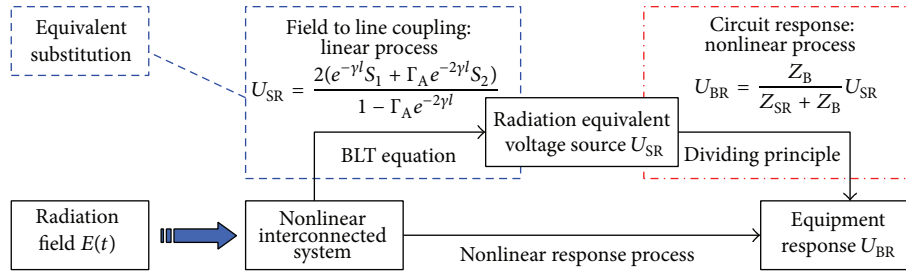 Equivalent
substitution
Field to line coupling:
linear process
U_SR = 2(e^{-γl}S_1 + Γ_A e^{-2γl}S_2) / 1 − Γ_A e^{-2γl}
Circuit response:
nonlinear process
U_BR = Z_B / Z_SR + Z_B U_SR
BLT equation
Radiation equivalent
voltage source U_SR
Dividing principle
Radiation
field E(t)
Nonlinear
interconnected
system
Nonlinear response process
Equipment
response U_BR